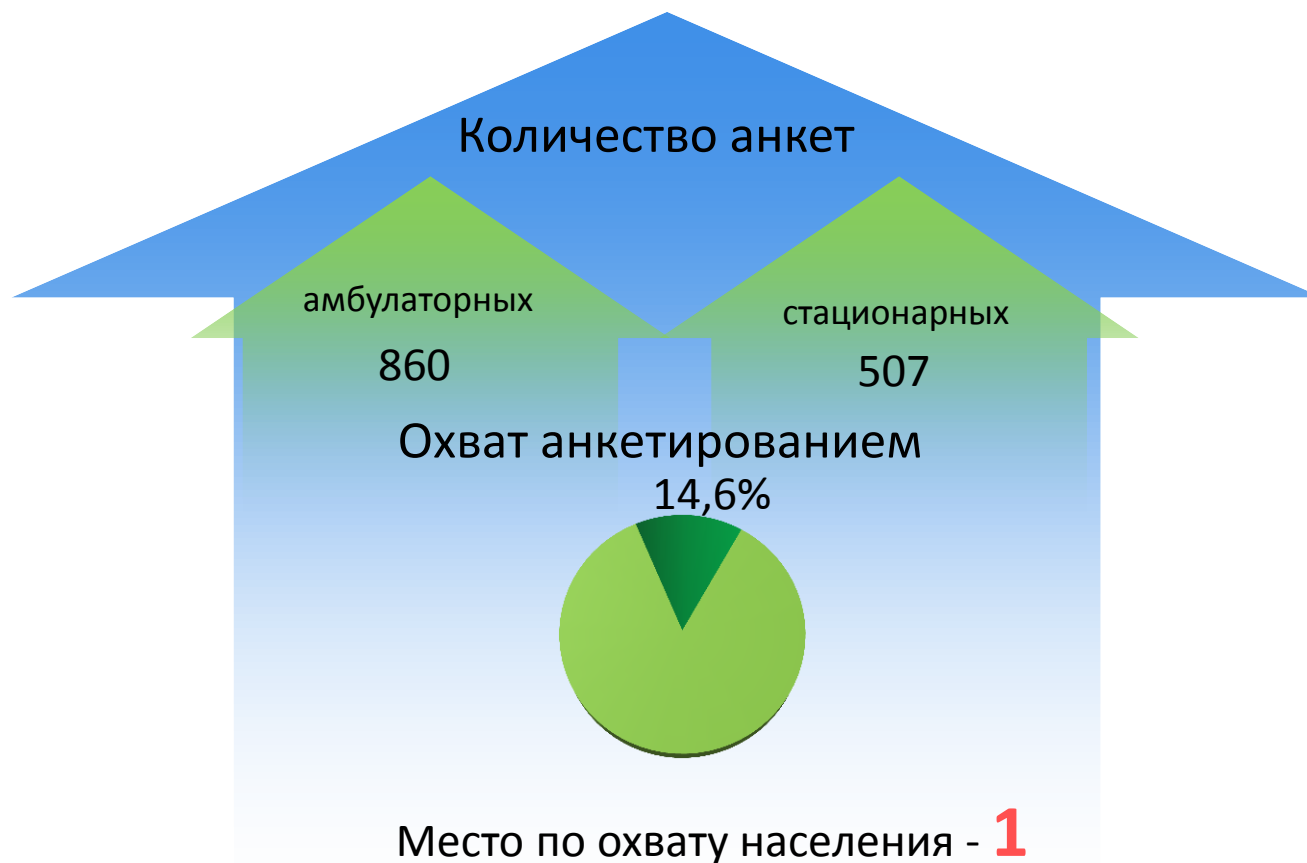 Количество анкет
амбулаторных
860
стационарных
507
Охват анкетированием
14,6%
Место по охвату населения - 1